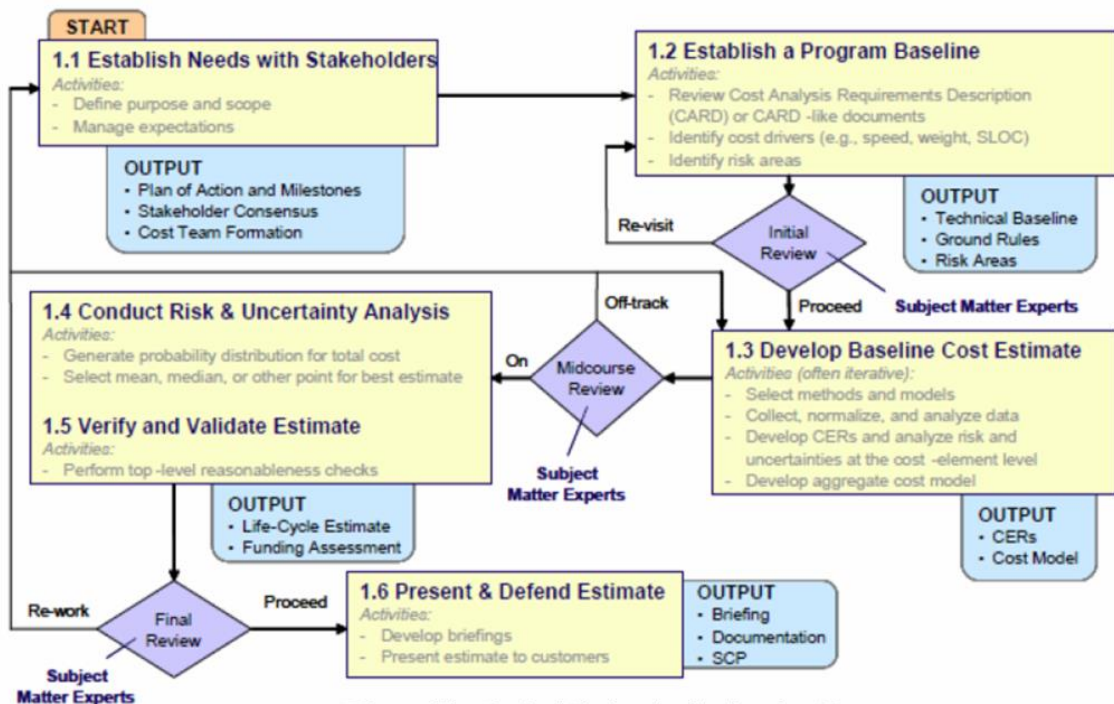 START
1.1 Establish Needs with Stakeholders
Activities:
- Define purpose and scope
- Manage expectations
OUTPUT
• Plan of Action and Milestones
• Stakeholder Consensus
• Cost Team Formation
1.2 Establish a Program Baseline
Activities:
- Review Cost Analysis Requirements Description
(CARD) or CARD -like documents
- Identify cost drivers (e.g., speed, weight, SLOC)
- Identify risk areas
OUTPUT
• Technical Baseline
• Ground Rules
• Risk Areas
Re-visit
Initial
Review
Subject Matter Experts
Proceed
1.3 Develop Baseline Cost Estimate
Activities (often iterative):
- Select methods and models
- Collect, normalize, and analyze data
- Develop CERs and analyze risk and
uncertainties at the cost -element level
- Develop aggregate cost model
OUTPUT
• CERs
• Cost Model
Off-track
Midcourse
Review
On
Subject
Matter Experts
1.4 Conduct Risk & Uncertainty Analysis
Activities:
- Generate probability distribution for total cost
- Select mean, median, or other point for best estimate
1.5 Verify and Validate Estimate
Activities:
- Perform top -level reasonableness checks
OUTPUT
• Life-Cycle Estimate
• Funding Assessment
Re-work
Final
Review
Proceed
Subject
Matter Experts
1.6 Present & Defend Estimate
Activities:
- Develop briefings
- Present estimate to customers
OUTPUT
• Briefing
• Documentation
• SCP